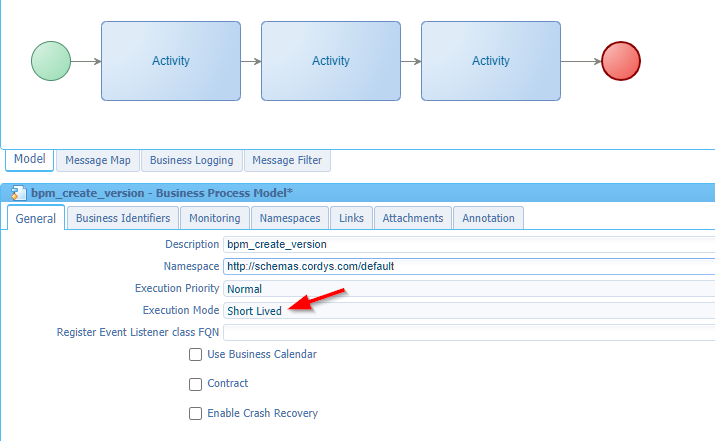 Activity Activity Activity
Model Message Map Business Logging Message Filter
bpm_create_version - Business Process Model*
General Business Identifiers Monitoring Namespaces Links Attachments Annotation
Description bpm_create_version
Namespace http://schemas.cordys.com/default
Execution Priority Normal
Execution Mode Short Lived
Register Event Listener class FQN
Use Business Calendar
Contract
Enable Crash Recovery